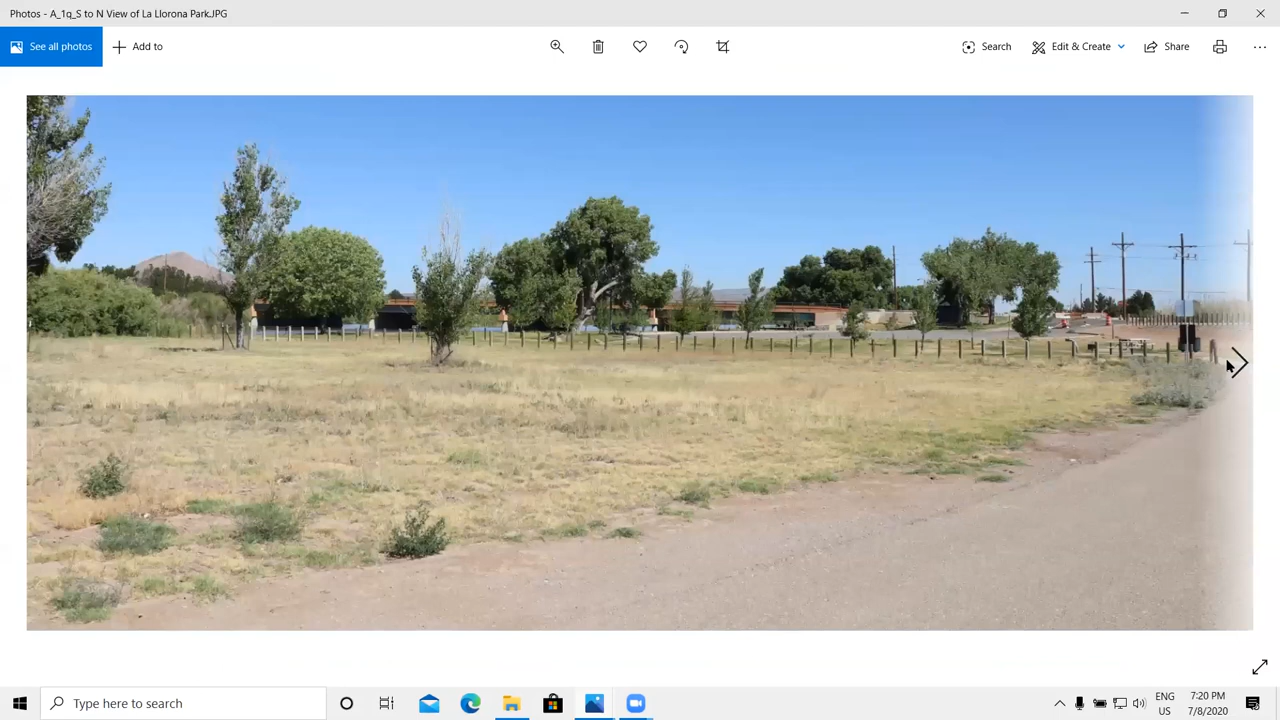 Photos - A_1q_S to N View of La Llorona Park.JPG
See all photos
Add to
Search
Edit & Create
Share
Type here to search
ENG
US
7:20 PM
7/8/2020